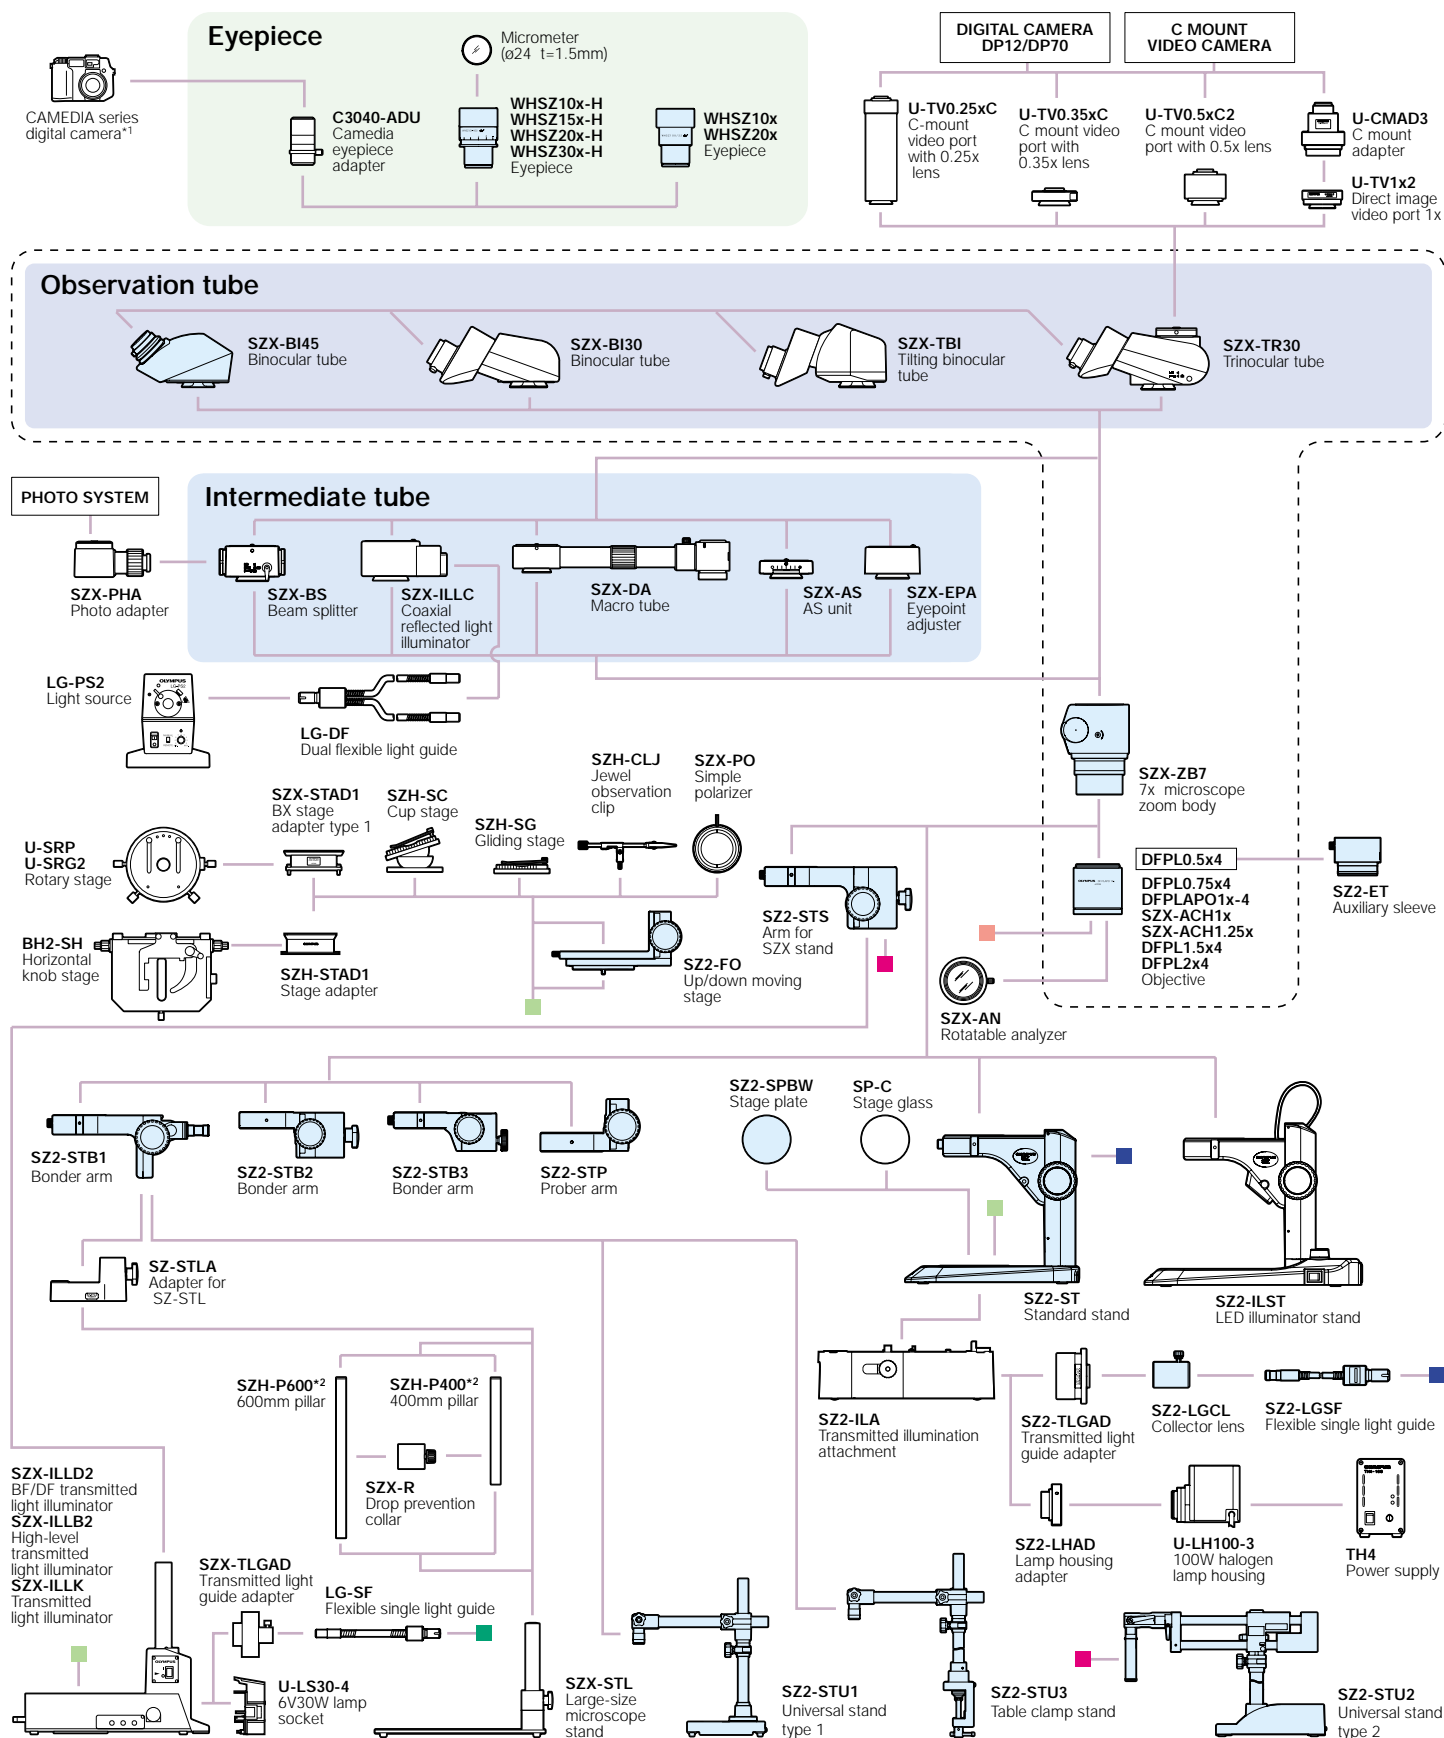 Eyepiece
Micrometer
(ø24 t=1.5mm)
CAMEDIA series
digital camera*1
C3040-ADU
Camedia
eyepiece
adapter
WHSZ10x-H
WHSZ15x-H
WHSZ20x-H
WHSZ30x-H
Eyepiece
WHSZ10x
WHSZ20x
Eyepiece
DIGITAL CAMERA
DP12/DP70
C MOUNT
VIDEO CAMERA
U-TV0.25xC
C-mount
video port
with 0.25x
lens
U-TV0.35xC
C mount video
port with
0.35x lens
U-TV0.5xC2
C mount video
port with 0.5x lens
U-CMAD3
C mount
adapter
U-TV1x2
Direct image
video port 1x
Observation tube
SZX-BI45
Binocular tube
SZX-BI30
Binocular tube
SZX-TBI
Tilting binocular
tube
SZX-TR30
Trinocular tube
PHOTO SYSTEM
Intermediate tube
SZX-PHA
Photo adapter
SZX-BS
Beam splitter
SZX-ILLC
Coaxial
reflected light
illuminator
SZX-DA
Macro tube
SZX-AS
AS unit
SZX-EPA
Eyepoint
adjuster
LG-PS2
Light source
OLYMPUS
LG-DF
Dual flexible light guide
SZX-ZB7
7x microscope
zoom body
SZX-STAD1
BX stage
adapter type 1
SZH-SC
Cup stage
SZH-SG
Gliding stage
SZH-CLJ
Jewel
observation
clip
SZX-PO
Simple
polarizer
U-SRP
U-SRG2
Rotary stage
BH2-SH
Horizontal
knob stage
SZH-STAD1
Stage adapter
SZ2-FO
Up/down moving
stage
SZ2-STS
Arm for
SZX stand
DFPL0.5x4
DFPL0.75x4
DFPLAPO1x-4
SZX-ACH1x
SZX-ACH1.25x
DFPL1.5x4
DFPL2x4
Objective
SZ2-ET
Auxiliary sleeve
SZX-AN
Rotatable analyzer
SZ2-STB1
Bonder arm
SZ2-STB2
Bonder arm
SZ2-STB3
Bonder arm
SZ2-STP
Prober arm
SZ2-SPBW
Stage plate
SP-C
Stage glass
SZ-STLA
Adapter for
SZ-STL
SZ2-ST
Standard stand
SZ2-ILST
LED illuminator stand
SZH-P600*2
600mm pillar
SZH-P400*2
400mm pillar
SZX-R
Drop prevention
collar
SZ2-ILA
Transmitted illumination
attachment
SZ2-TLGAD
Transmitted light
guide adapter
SZ2-LGCL
Collector lens
SZ2-LGSF
Flexible single light guide
SZ2-LHAD
Lamp housing
adapter
U-LH100-3
100W halogen
lamp housing
TH4
Power supply
SZX-ILLD2
BF/DF transmitted
light illuminator
SZX-ILLB2
High-level
transmitted
light illuminator
SZX-ILLK
Transmitted
light illuminator
SZX-TLGAD
Transmitted light
guide adapter
LG-SF
Flexible single light guide
U-LS30-4
6V30W lamp
socket
SZX-STL
Large-size
microscope
stand
SZ2-STU1
Universal stand
type 1
SZ2-STU3
Table clamp stand
SZ2-STU2
Universal stand
type 2